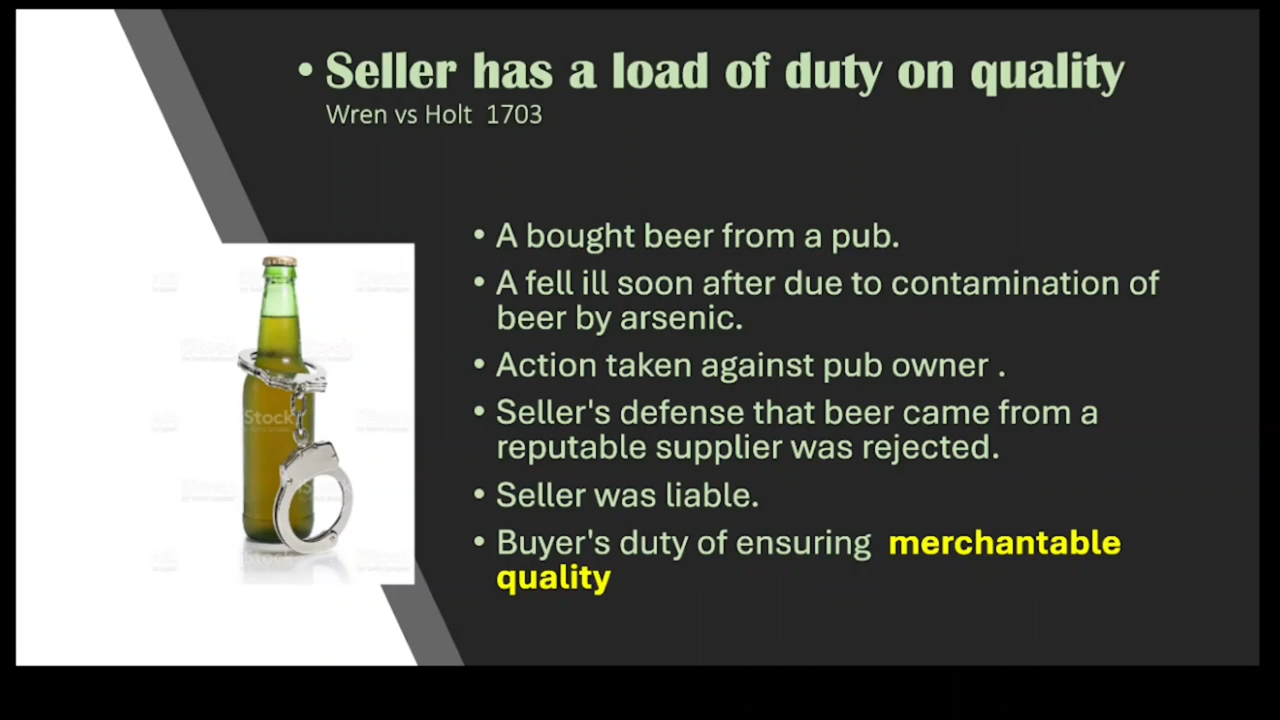 • Seller has a load of duty on quality
Wren vs Holt 1703
• A bought beer from a pub.
• A fell ill soon after due to contamination of
beer by arsenic.
• Action taken against pub owner .
• Seller's defense that beer came from a
reputable supplier was rejected.
• Seller was liable.
• Buyer's duty of ensuring merchantable
quality
Stock